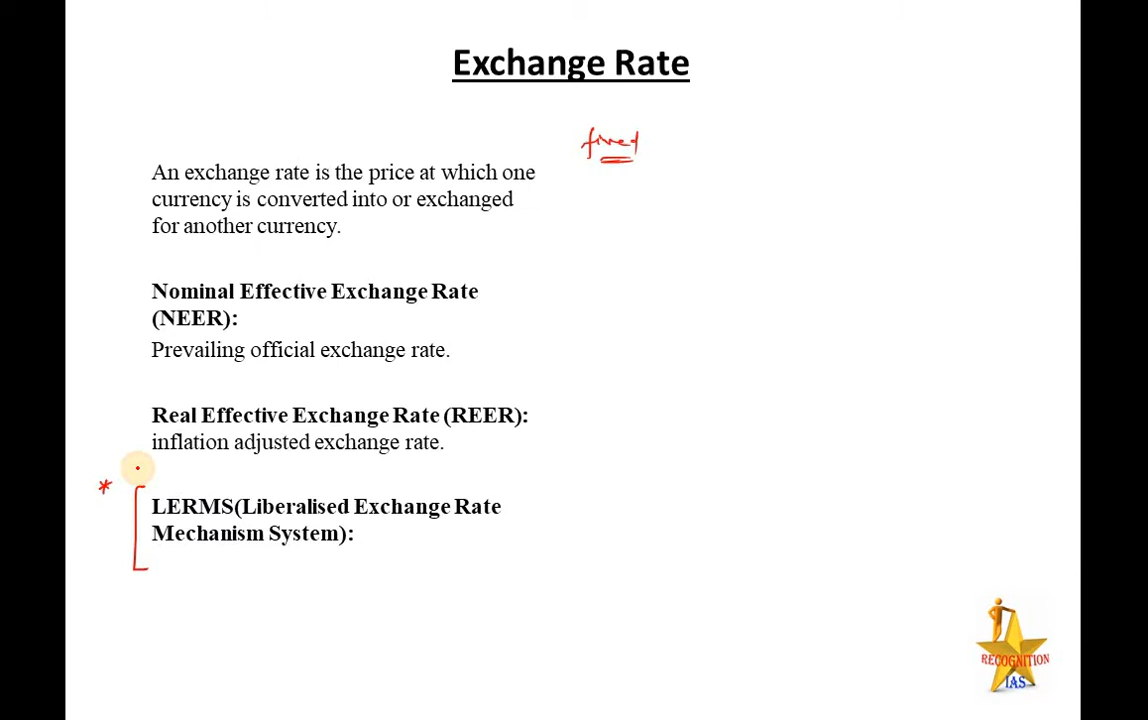 Exchange Rate
fixed
An exchange rate is the price at which one
currency is converted into or exchanged
for another currency.
Nominal Effective Exchange Rate
(NEER):
Prevailing official exchange rate.
Real Effective Exchange Rate (REER):
inflation adjusted exchange rate.
*
LERMS(Liberalised Exchange Rate
Mechanism System):
RECOGNITION
IAS